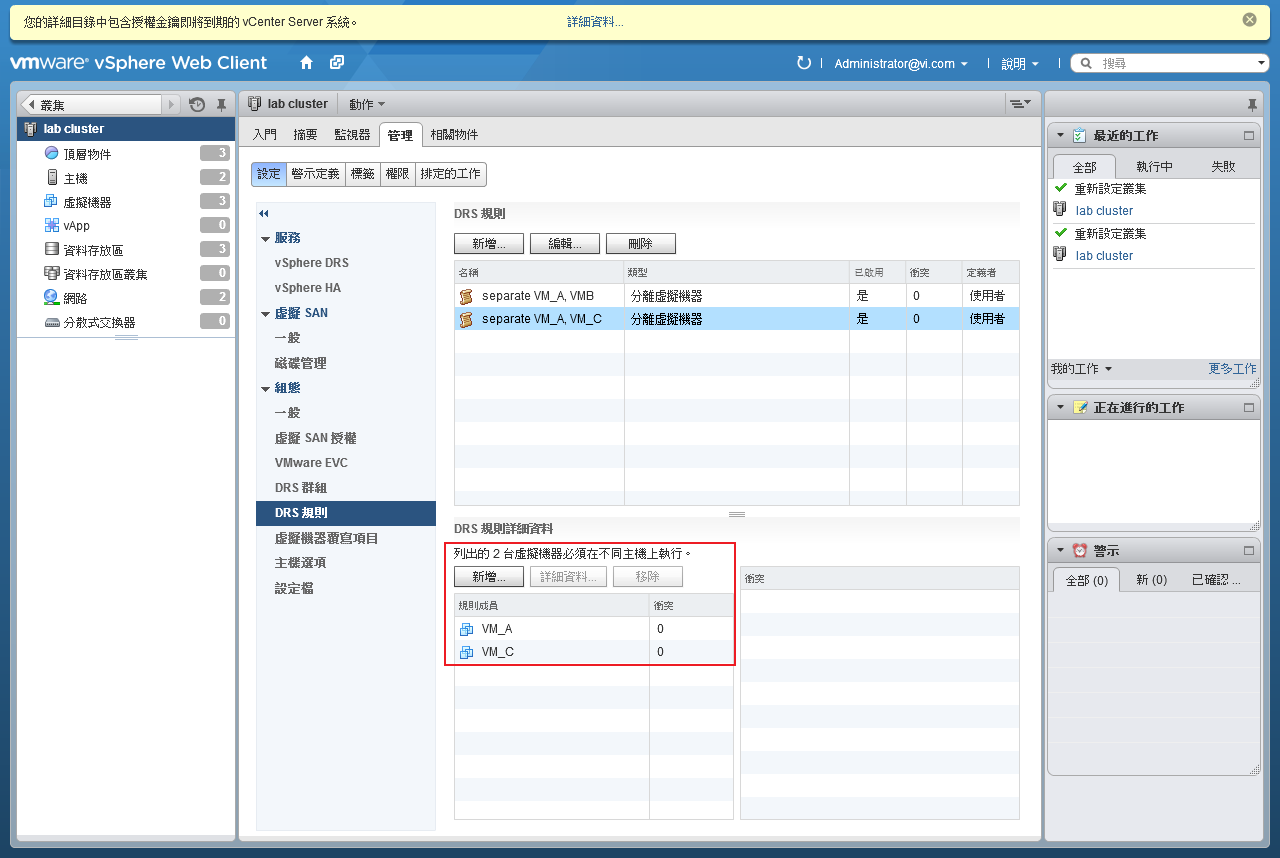 您的詳細目錄中包含授權金鑰即將到期的 vCenter Server 系統。 詳細資料...
vmware® vSphere Web Client
Administrator@vi.com
說明
搜尋
叢集
lab cluster
頂層物件 3
主機 2
虛擬機器 3
vApp 0
資料存放區 3
資料存放區叢集 0
網路 2
分散式交換器 0
lab cluster 動作
入門 摘要 監視器 管理 相關物件
設定 警示定義 標籤 權限 排定的工作
服務
vSphere DRS
vSphere HA
虛擬 SAN
一般
磁碟管理
組態
一般
虛擬 SAN 授權
VMware EVC
DRS 群組
DRS 規則
虛擬機器覆寫項目
主機選項
設定檔
DRS 規則
新增... 編輯... 刪除
名稱 類型 已啟用 衝突 定義者
separate VM_A, VMB 分離虛擬機器 是 0 使用者
separate VM_A, VM_C 分離虛擬機器 是 0 使用者
DRS 規則詳細資料
列出的 2 台虛擬機器必須在不同主機上執行。
新增... 詳細資料... 移除
規則成員 衝突
VM_A 0
VM_C 0
衝突
最近的工作
全部 執行中 失敗
重新設定叢集
lab cluster
重新設定叢集
lab cluster
我的工作 更多工作
正在進行的工作
警示
全部 (0) 新 (0) 已確認 ...